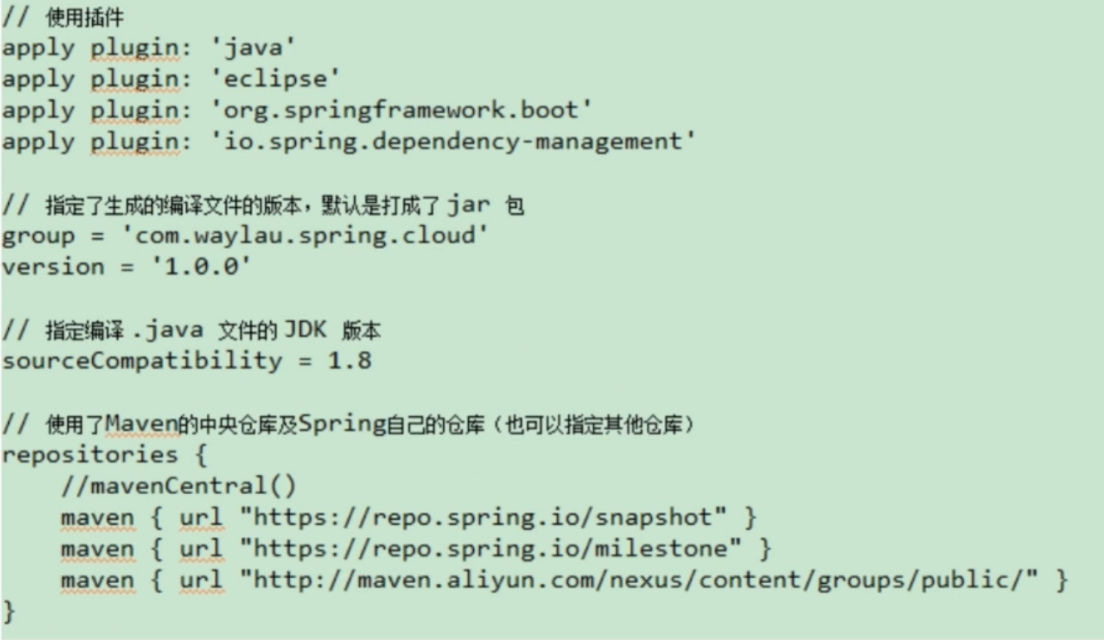 // 使用插件
apply plugin: 'java'
apply plugin: 'eclipse'
apply plugin: 'org.springframework.boot'
apply plugin: 'io.spring.dependency-management'

// 指定了生成的编译文件的版本，默认是打成了 jar 包
group = 'com.waylau.spring.cloud'
version = '1.0.0'

// 指定编译 .java 文件的 JDK 版本
sourceCompatibility = 1.8

// 使用了Maven的中央仓库及Spring自己的仓库（也可以指定其他仓库）
repositories {
    //mavenCentral()
    maven { url "https://repo.spring.io/snapshot" }
    maven { url "https://repo.spring.io/milestone" }
    maven { url "http://maven.aliyun.com/nexus/content/groups/public/" }
}